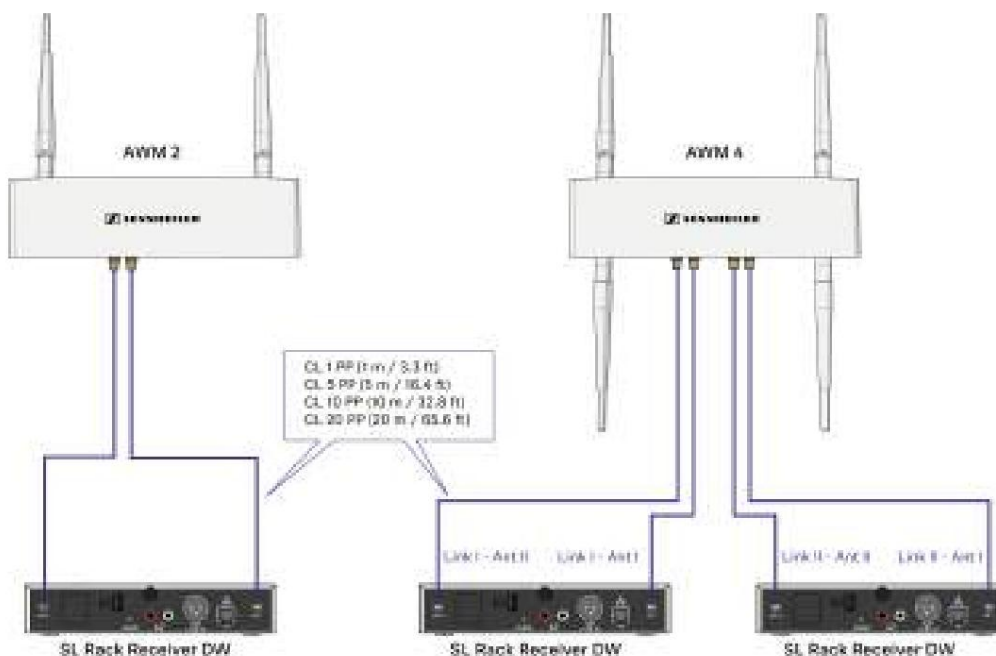 AWM 2
AWM 4
SENNHEISER
SENNHEISER
CL 1 PP (1 m / 3.3 ft)
CL 5 PP (5 m / 16.4 ft)
CL 10 PP (10 m / 32.8 ft)
CL 20 PP (20 m / 65.6 ft)
Link I - Ant II
Link I - Ant I
Link II - Ant II
Link II - Ant I
SL Rack Receiver DW
SL Rack Receiver DW
SL Rack Receiver DW